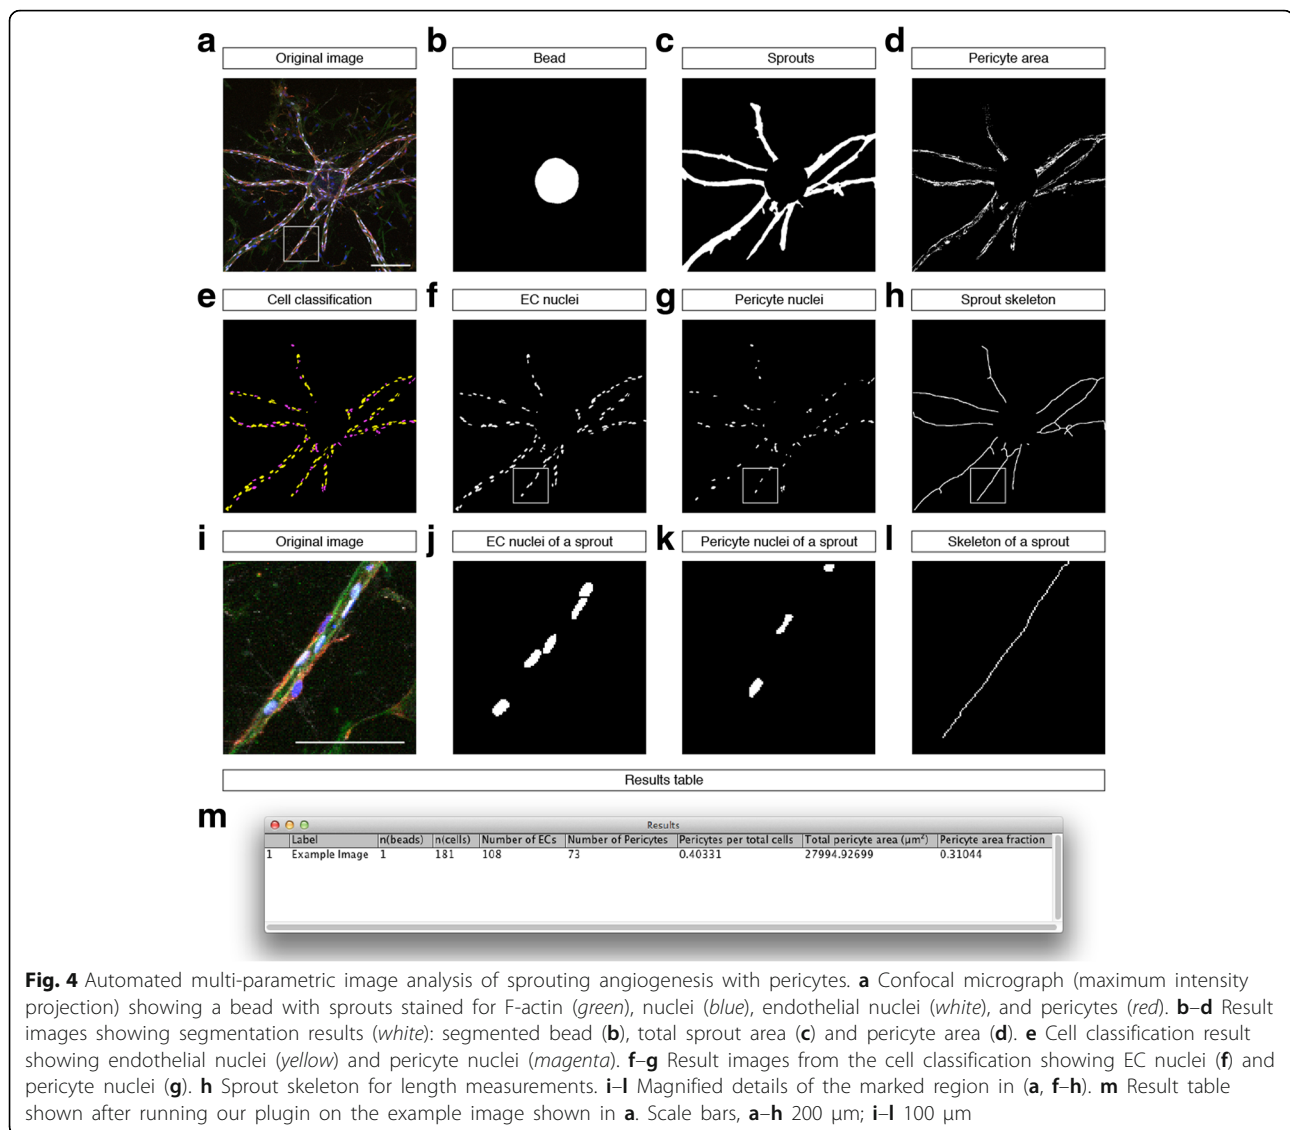 a
Original image
b
Bead
c
Sprouts
d
Pericyte area
e
Cell classification
f
EC nuclei
g
Pericyte nuclei
h
Sprout skeleton
i
Original image
j
EC nuclei of a sprout
k
Pericyte nuclei of a sprout
l
Skeleton of a sprout
Results table
m
Results
Label n(beads) n(cells) Number of ECs Number of Pericytes Pericytes per total cells Total pericyte area (µm²) Pericyte area fraction
1 Example Image 1 181 108 73 0.40331 27994.92699 0.31044
Fig. 4 Automated multi-parametric image analysis of sprouting angiogenesis with pericytes. a Confocal micrograph (maximum intensity
projection) showing a bead with sprouts stained for F-actin (green), nuclei (blue), endothelial nuclei (white), and pericytes (red). b–d Result
images showing segmentation results (white): segmented bead (b), total sprout area (c) and pericyte area (d). e Cell classification result
showing endothelial nuclei (yellow) and pericyte nuclei (magenta). f–g Result images from the cell classification showing EC nuclei (f) and
pericyte nuclei (g). h Sprout skeleton for length measurements. i–l Magnified details of the marked region in (a, f–h). m Result table
shown after running our plugin on the example image shown in a. Scale bars, a–h 200 µm; i–l 100 µm